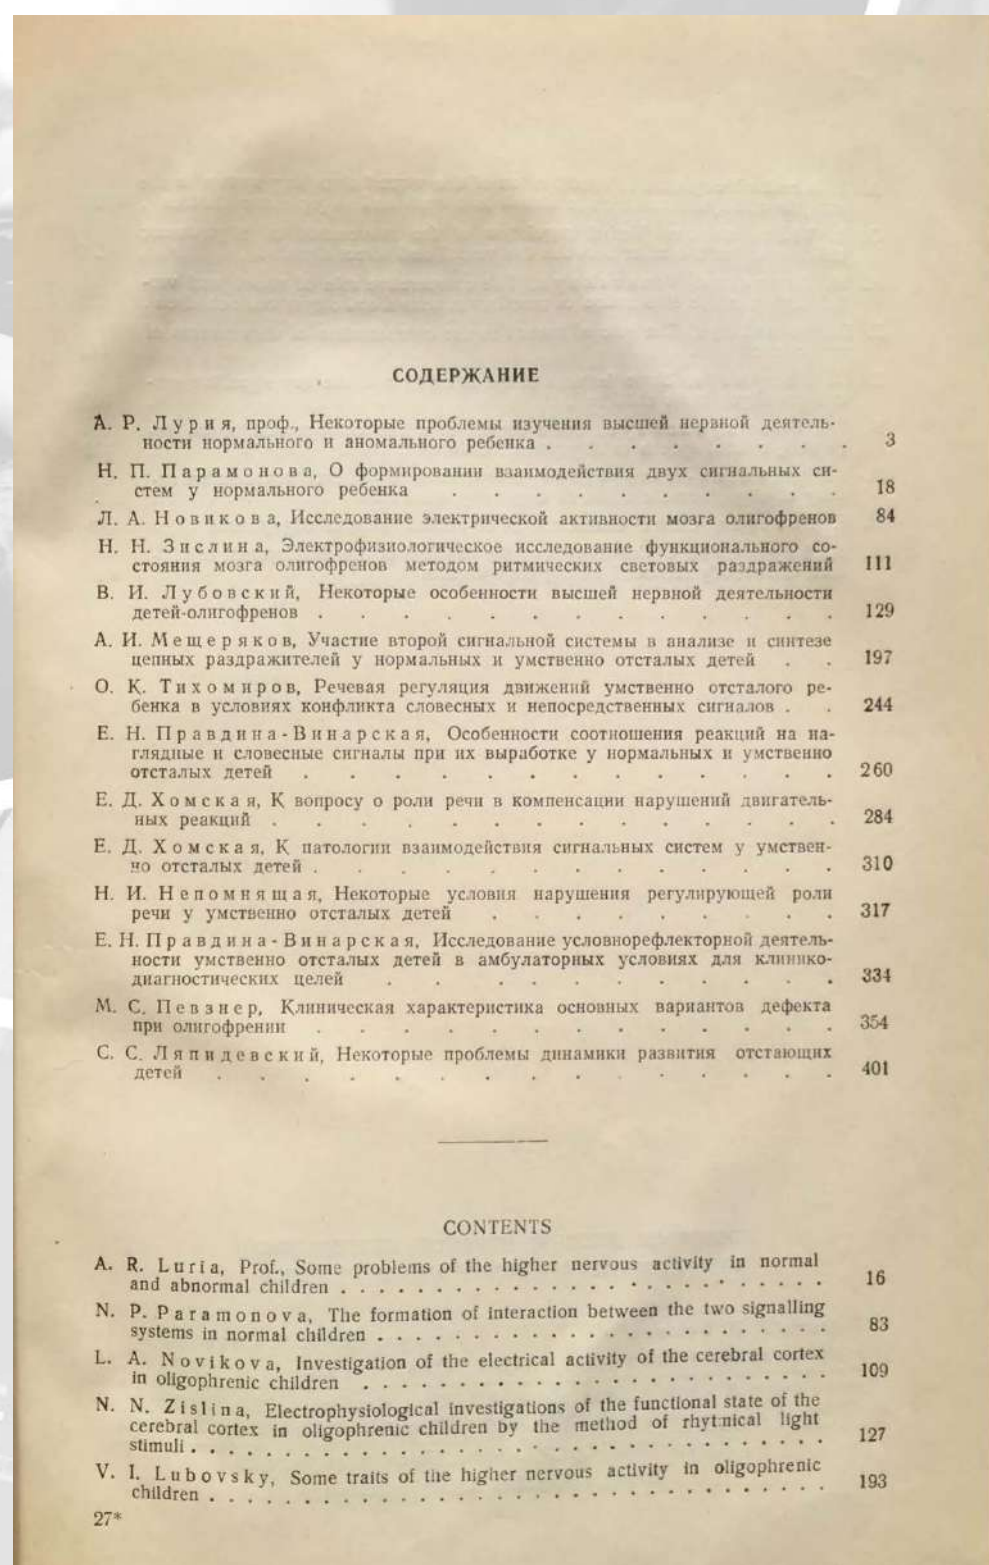 СОДЕРЖАНИЕ
А. Р. Лурия, проф., Некоторые проблемы изучения высшей нервной деятель-
ности нормального и аномального ребенка . . . . . . . . 3
Н. П. Парамонова, О формировании взаимодействия двух сигнальных си-
стем у нормального ребенка . . . . . . . . . . 18
Л. А. Новикова, Исследование электрической активности мозга олигофренов 84
Н. Н. Зислина, Электрофизиологическое исследование функционального со-
стояния мозга олигофренов методом ритмических световых раздражений 111
В. И. Лубовский, Некоторые особенности высшей нервной деятельности
детей-олигофренов . . . . . . . . . . . . . 129
А. И. Мещеряков, Участие второй сигнальной системы в анализе и синтезе
цепных раздражителей у нормальных и умственно отсталых детей . . 197
О. К. Тихомиров, Речевая регуляция движений умственно отсталого ре-
бенка в условиях конфликта словесных и непосредственных сигналов . . 244
Е. Н. Правдина-Винарская, Особенности соотношения реакций на на-
глядные и словесные сигналы при их выработке у нормальных и умственно
отсталых детей . . . . . . . . . . . . . 260
Е. Д. Хомская, К вопросу о роли речи в компенсации нарушений двигатель-
ных реакций . . . . . . . . . . . . . . 284
Е. Д. Хомская, К патологии взаимодействия сигнальных систем у умствен-
но отсталых детей . . . . . . . . . . . . . 310
Н. И. Непомнящая, Некоторые условия нарушения регулирующей роли
речи у умственно отсталых детей . . . . . . . . . 317
Е. Н. Правдина-Винарская, Исследование условнорефлекторной деятель-
ности умственно отсталых детей в амбулаторных условиях для клинико-
диагностических целей . . . . . . . . . . 334
М. С. Певзнер, Клиническая характеристика основных вариантов дефекта
при олигофрении . . . . . . . . . . . . . 354
С. С. Ляпидевский, Некоторые проблемы динамики развития отстающих
детей . . . . . . . . . . . . . . . 401
CONTENTS
A. R. Luria, Prof., Some problems of the higher nervous activity in normal
and abnormal children . . . . . . . . . . . . . . . . . . . . . . . . 16
N. P. Paramonova, The formation of interaction between the two signalling
systems in normal children . . . . . . . . . . . . . . . . . . . . . . . 83
L. A. Novikova, Investigation of the electrical activity of the cerebral cortex
in oligophrenic children . . . . . . . . . . . . . . . . . . . . . . . . 109
N. N. Zislina, Electrophysiological investigations of the functional state of the
cerebral cortex in oligophrenic children by the method of rhytmical light
stimuli . . . . . . . . . . . . . . . . . . . . . . . . . . . . . . . . 127
V. I. Lubovsky, Some traits of the higher nervous activity in oligophrenic
children . . . . . . . . . . . . . . . . . . . . . . . . . . . . . . . 193
27*